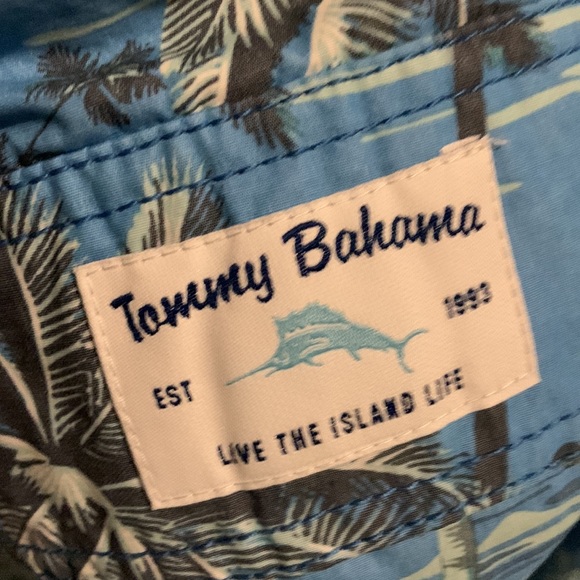 Tommy Bahama
EST 1993
LIVE THE ISLAND LIFE